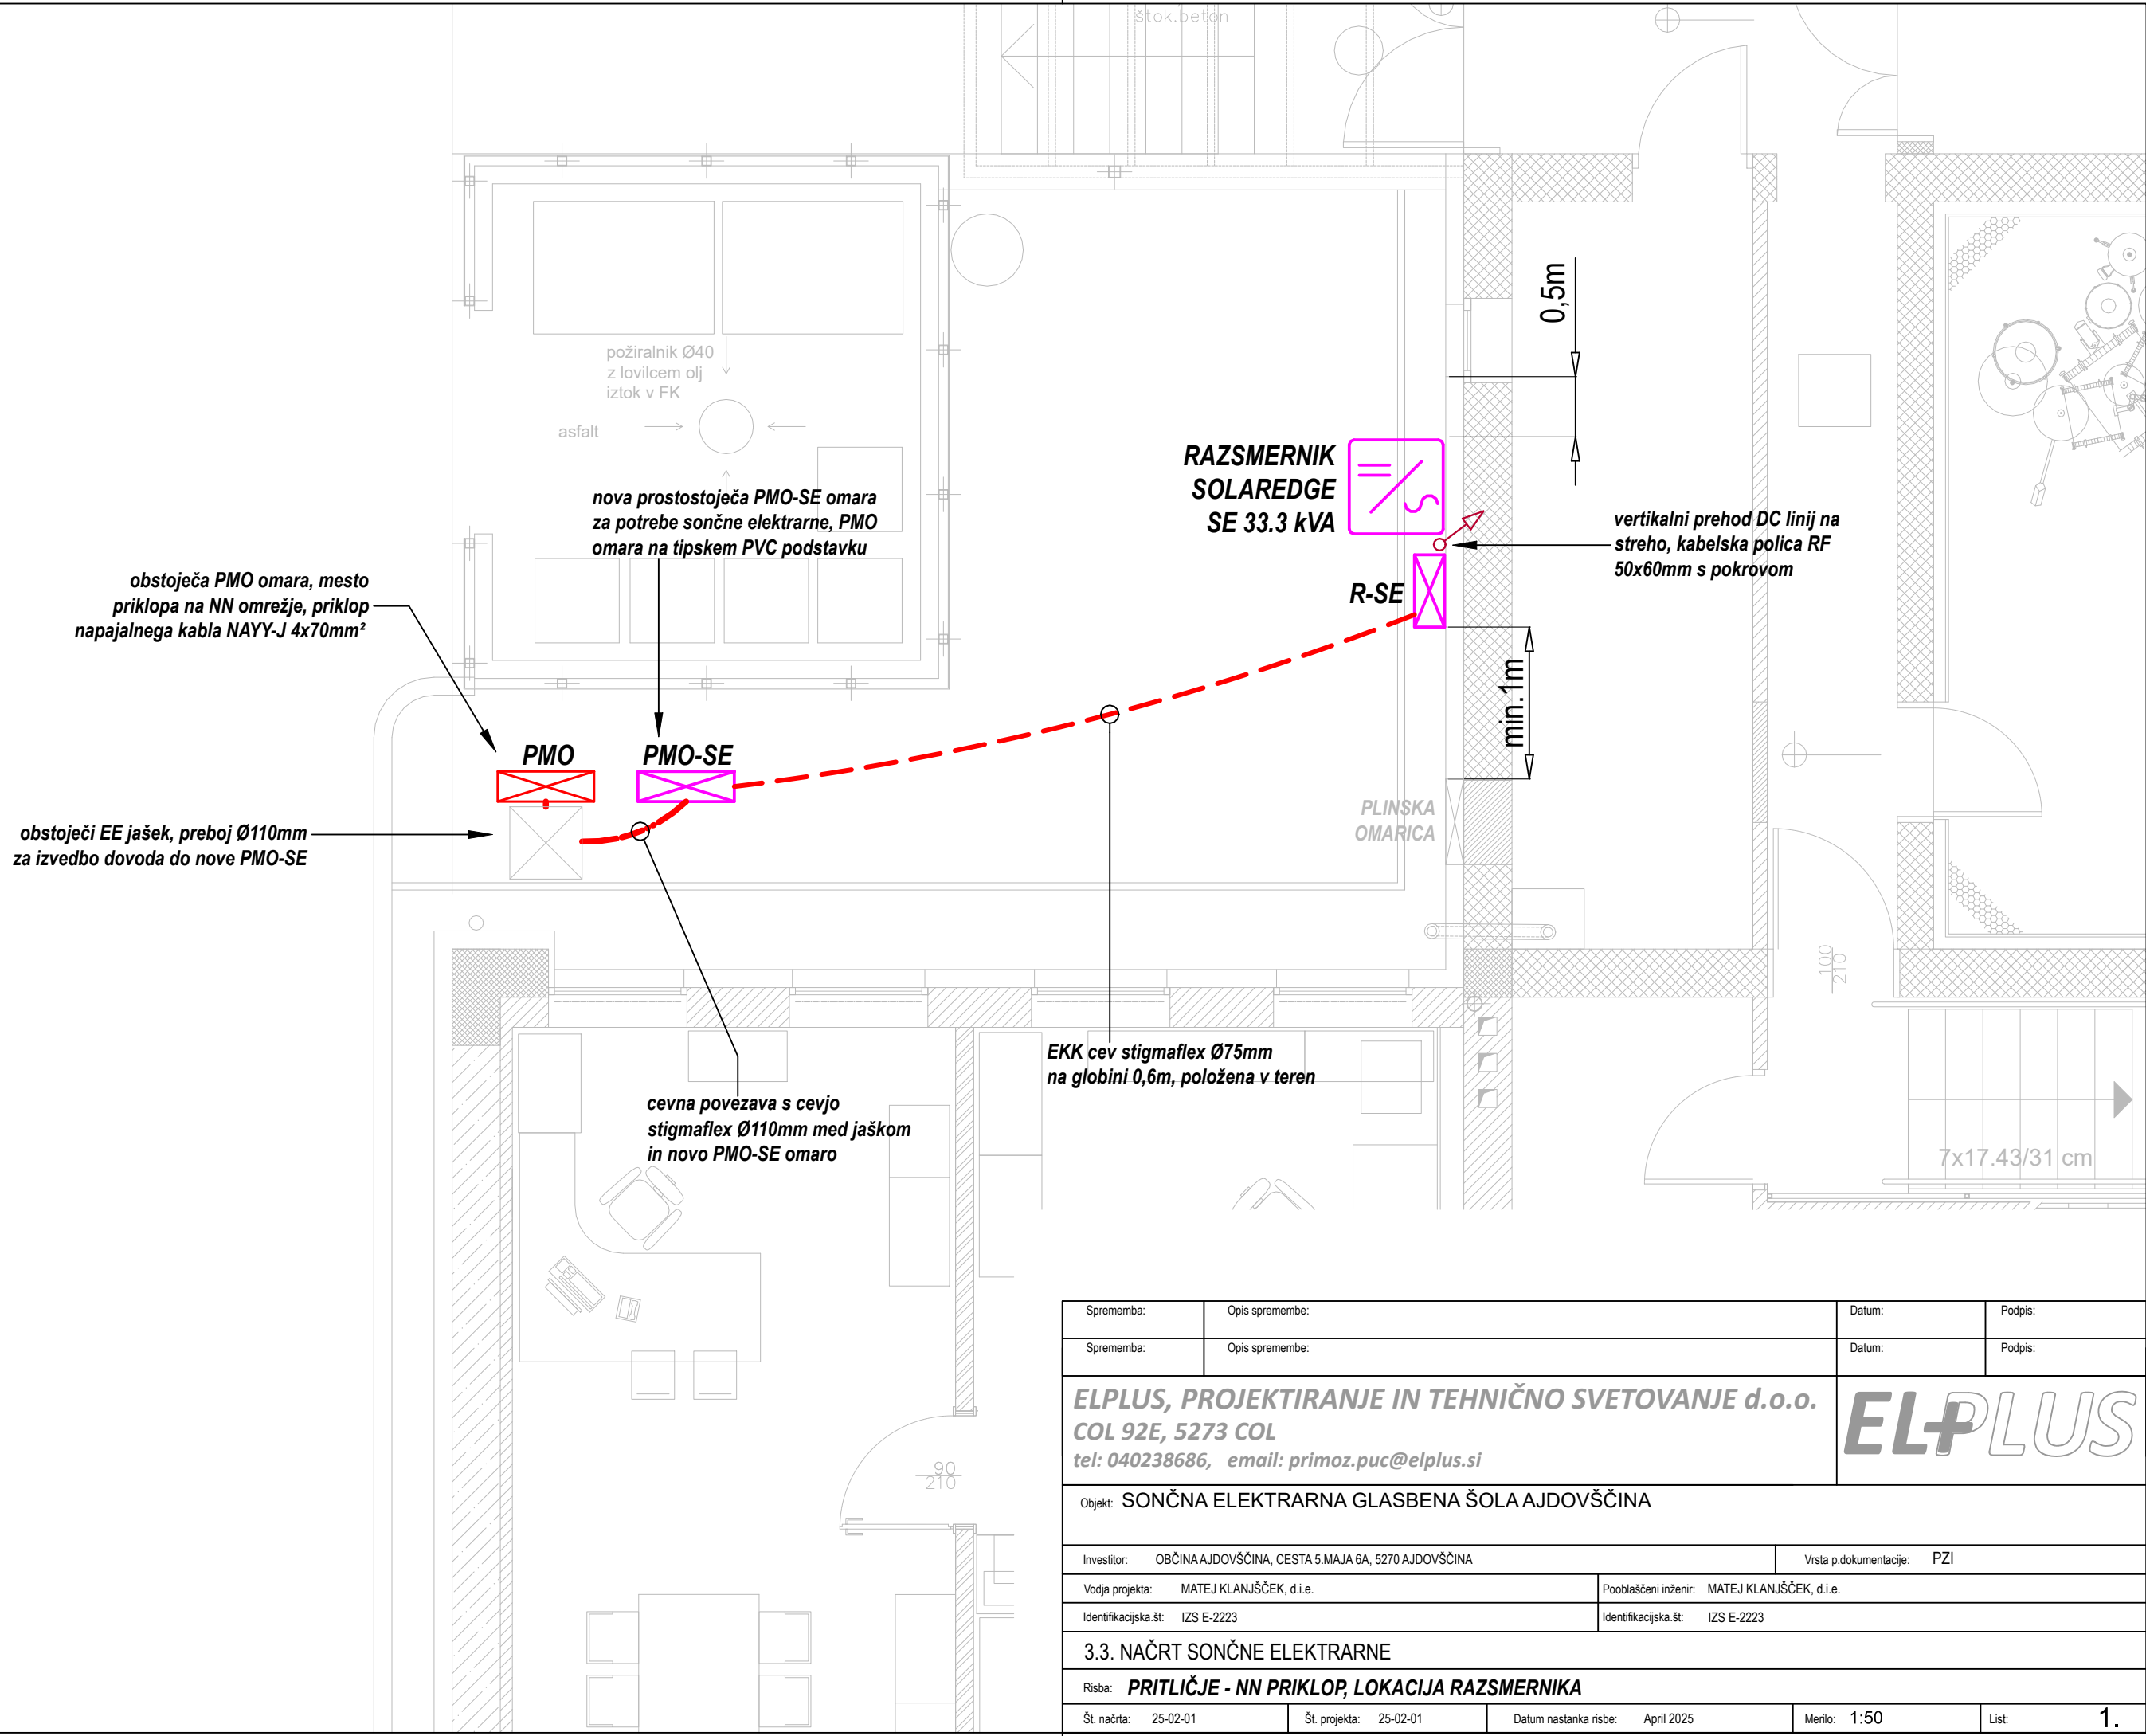 štok.beton
požiralnik Ø40
z lovilcem olj
iztok v FK
asfalt
nova prostostoječa PMO-SE omara
za potrebe sončne elektrarne, PMO
omara na tipskem PVC podstavku
obstoječa PMO omara, mesto
priklopa na NN omrežje, priklop
napajalnega kabla NAYY-J 4x70mm²
PMO
PMO-SE
obstoječi EE jašek, preboj Ø110mm
za izvedbo dovoda do nove PMO-SE
RAZSMERNIK
SOLAREDGE
SE 33.3 kVA
R-SE
0,5m
vertikalni prehod DC linij na
streho, kabelska polica RF
50x60mm s pokrovom
min.1m
PLINSKA
OMARICA
100
210
EKK cev stigmaflex Ø75mm
na globini 0,6m, položena v teren
cevna povezava s cevjo
stigmaflex Ø110mm med jaškom
in novo PMO-SE omaro
7x17.43/31 cm
90
210
Sprememba: Opis spremembe: Datum: Podpis:
Sprememba: Opis spremembe: Datum: Podpis:
ELPLUS, PROJEKTIRANJE IN TEHNIČNO SVETOVANJE d.o.o.
COL 92E, 5273 COL
tel: 040238686, email: primoz.puc@elplus.si
EL+PLUS
Objekt: SONČNA ELEKTRARNA GLASBENA ŠOLA AJDOVŠČINA
Investitor: OBČINA AJDOVŠČINA, CESTA 5.MAJA 6A, 5270 AJDOVŠČINA Vrsta p.dokumentacije: PZI
Vodja projekta: MATEJ KLANJŠČEK, d.i.e. Pooblaščeni inženir: MATEJ KLANJŠČEK, d.i.e.
Identifikacijska.št: IZS E-2223 Identifikacijska.št: IZS E-2223
3.3. NAČRT SONČNE ELEKTRARNE
Risba: PRITLIČJE - NN PRIKLOP, LOKACIJA RAZSMERNIKA
Št. načrta: 25-02-01 Št. projekta: 25-02-01 Datum nastanka risbe: April 2025 Merilo: 1:50 List: 1.